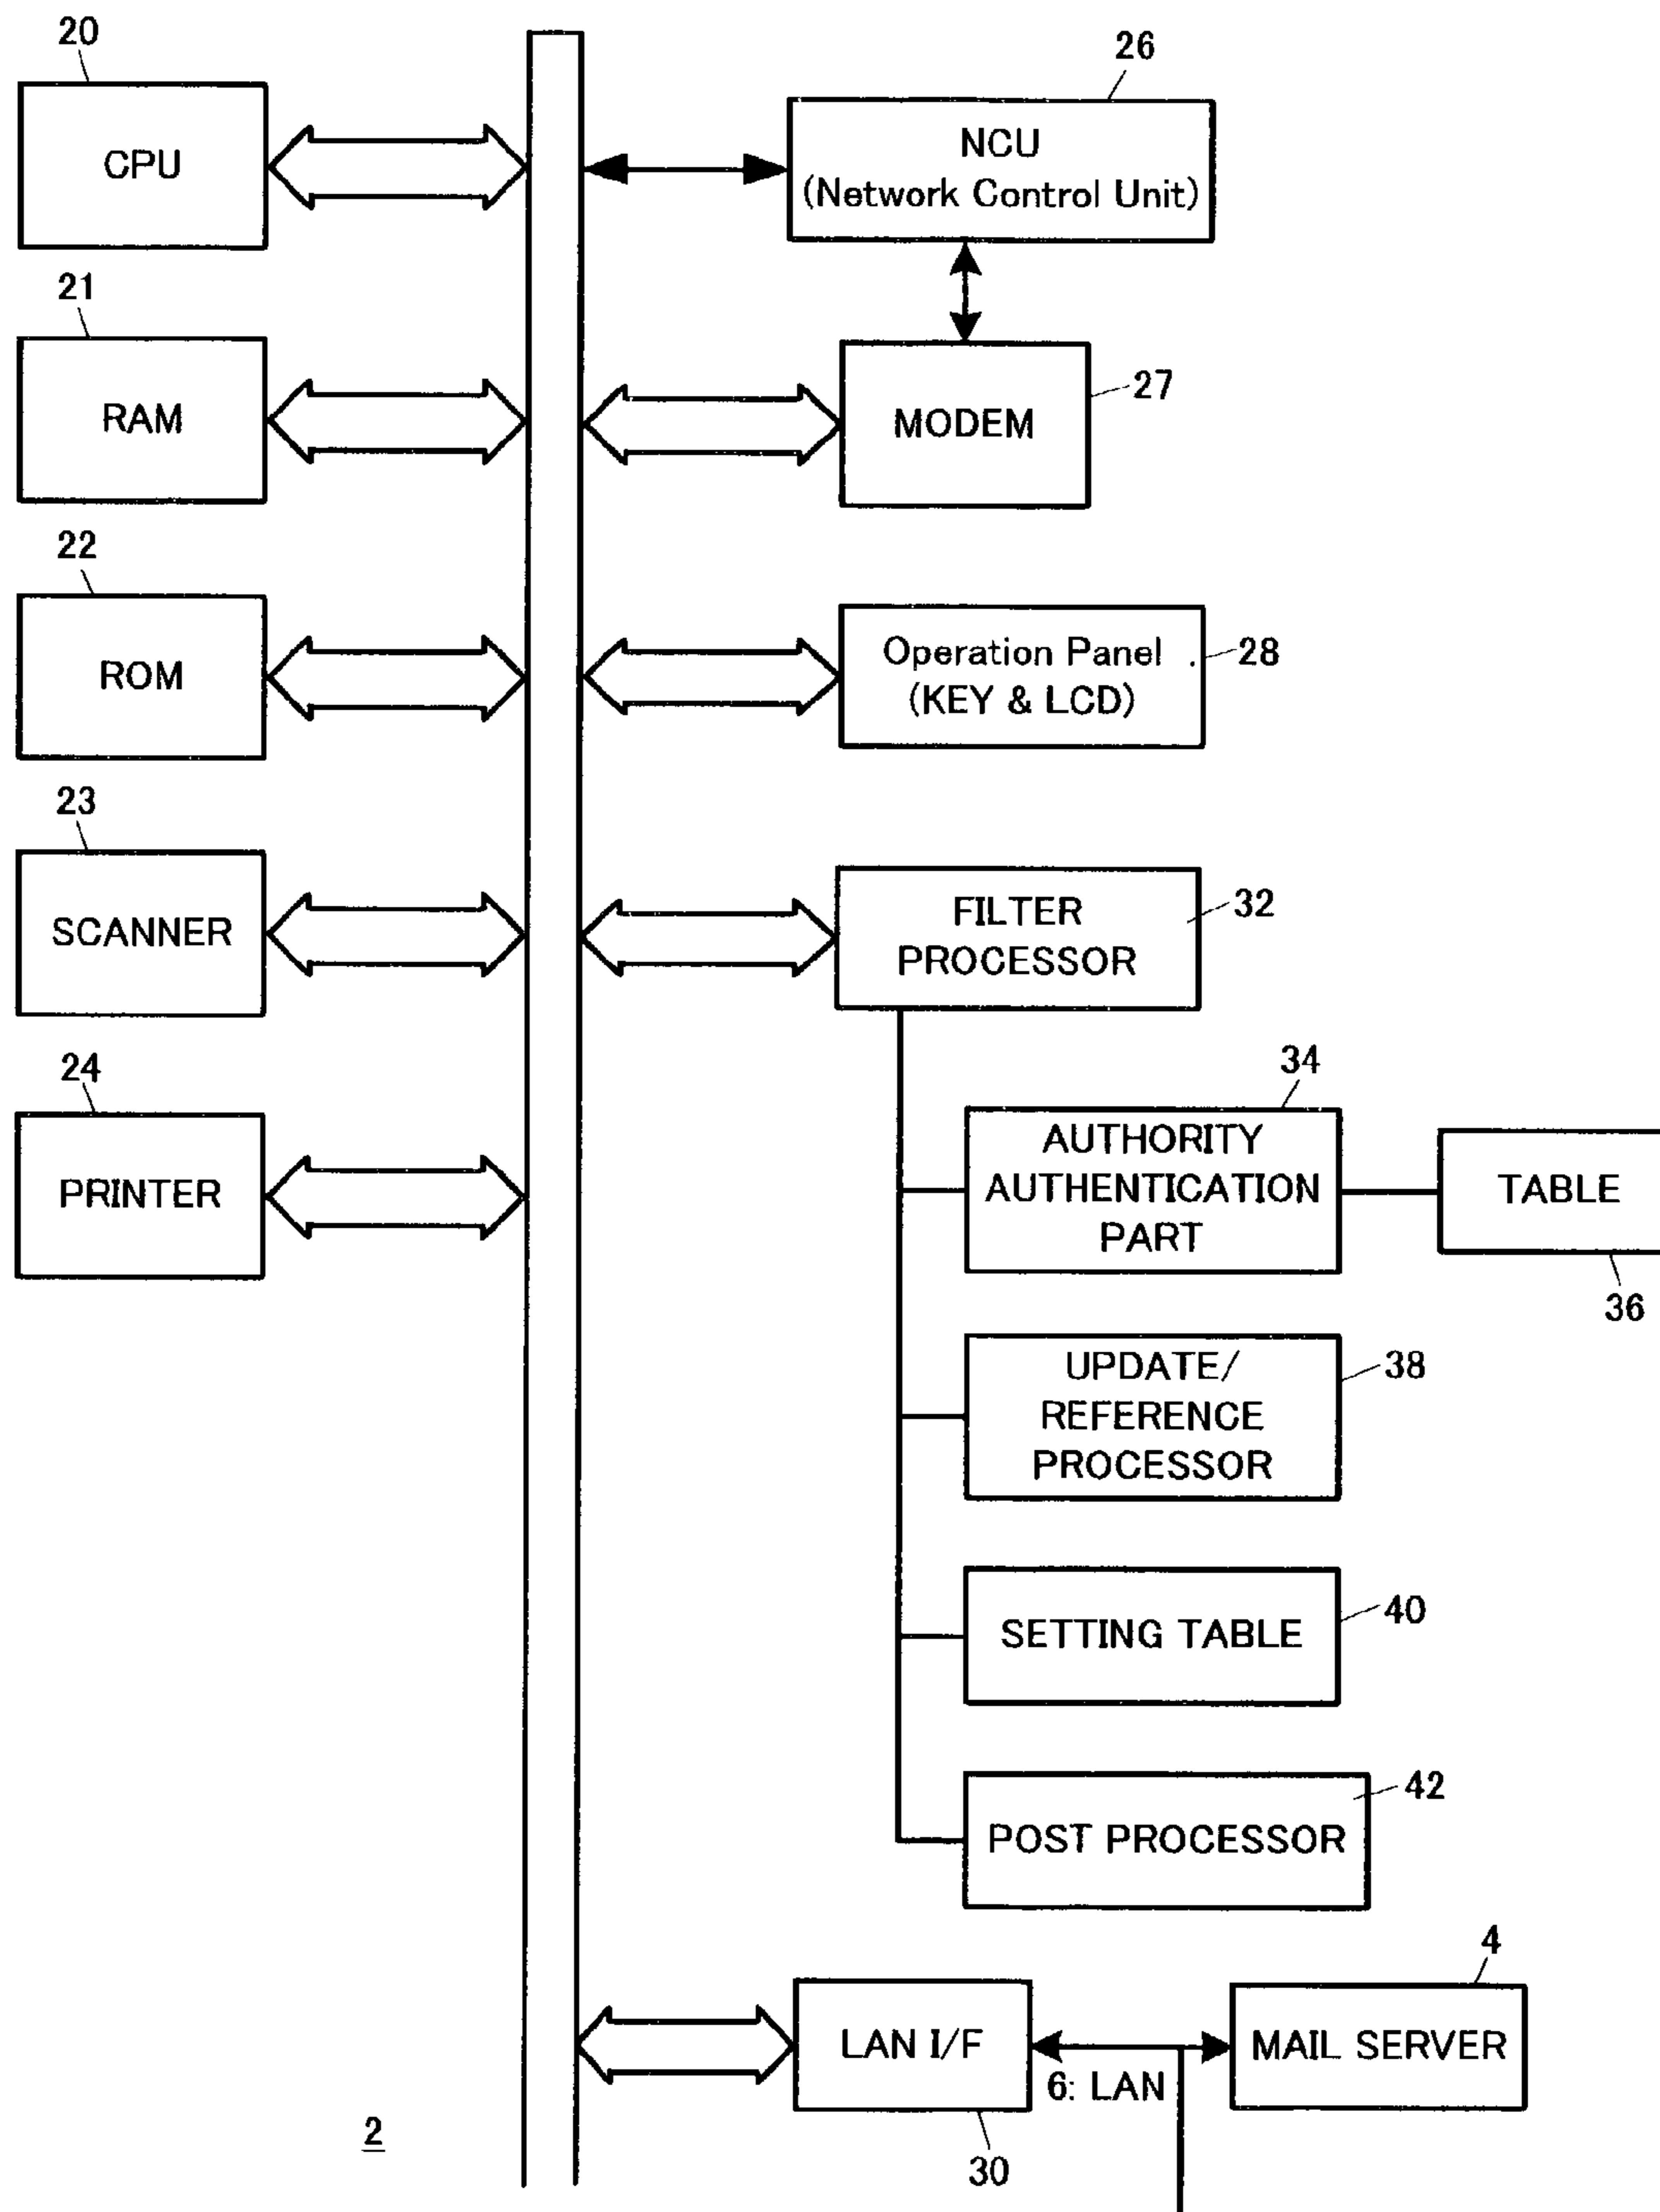 20
CPU
21
RAM
22
ROM
23
SCANNER
24
PRINTER
26
NCU
(Network Control Unit)
27
MODEM
Operation Panel
(KEY & LCD)
28
FILTER
PROCESSOR
32
34
AUTHORITY
AUTHENTICATION
PART
TABLE
36
UPDATE/
REFERENCE
PROCESSOR
38
SETTING TABLE
40
42
POST PROCESSOR
4
LAN I/F
6: LAN
MAIL SERVER
30
2